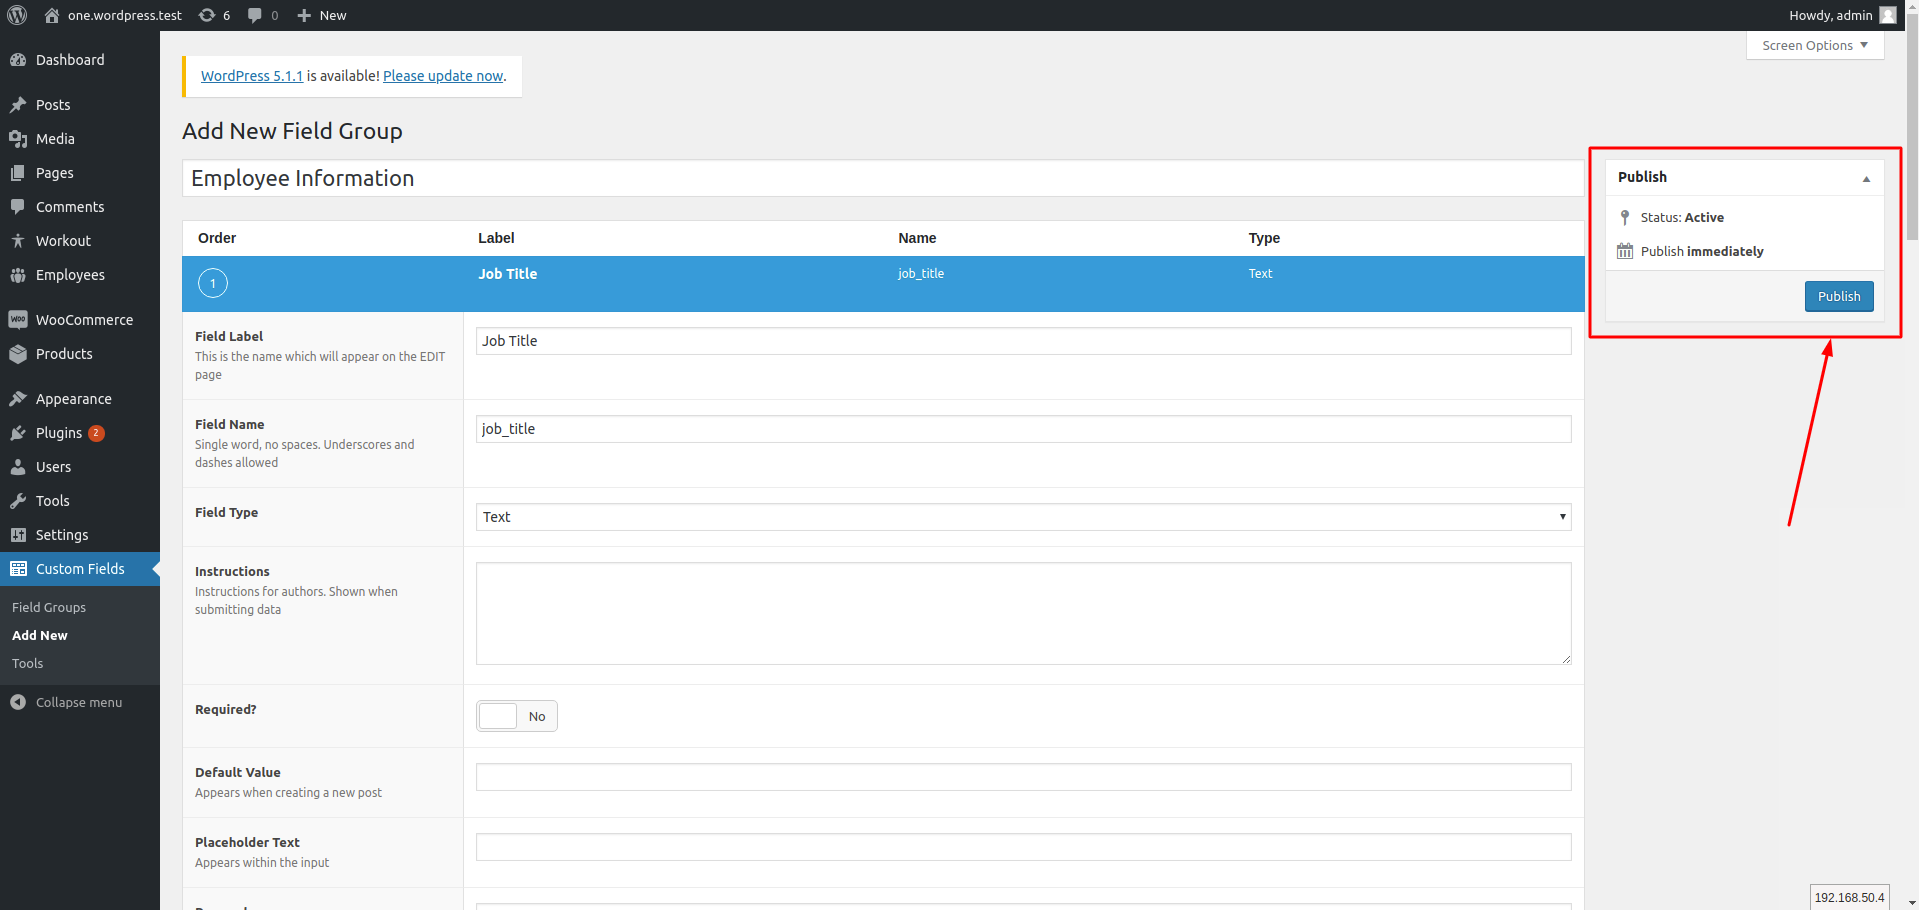 one.wordpress.test 6 0 New Howdy, admin
Screen Options
Dashboard
Posts
Media
Pages
Comments
Workout
Employees
WOO WooCommerce
Products
Appearance
Plugins 2
Users
Tools
Settings
Custom Fields
Field Groups
Add New
Tools
Collapse menu
WordPress 5.1.1 is available! Please update now.
Add New Field Group
Employee Information
Order Label Name Type
1 Job Title job_title Text
Field Label
This is the name which will appear on the EDIT
page
Job Title
Field Name
Single word, no spaces. Underscores and
dashes allowed
job_title
Field Type
Text
Instructions
Instructions for authors. Shown when
submitting data
Required?
No
Default Value
Appears when creating a new post
Placeholder Text
Appears within the input
Publish
Status: Active
Publish immediately
Publish
192.168.50.4